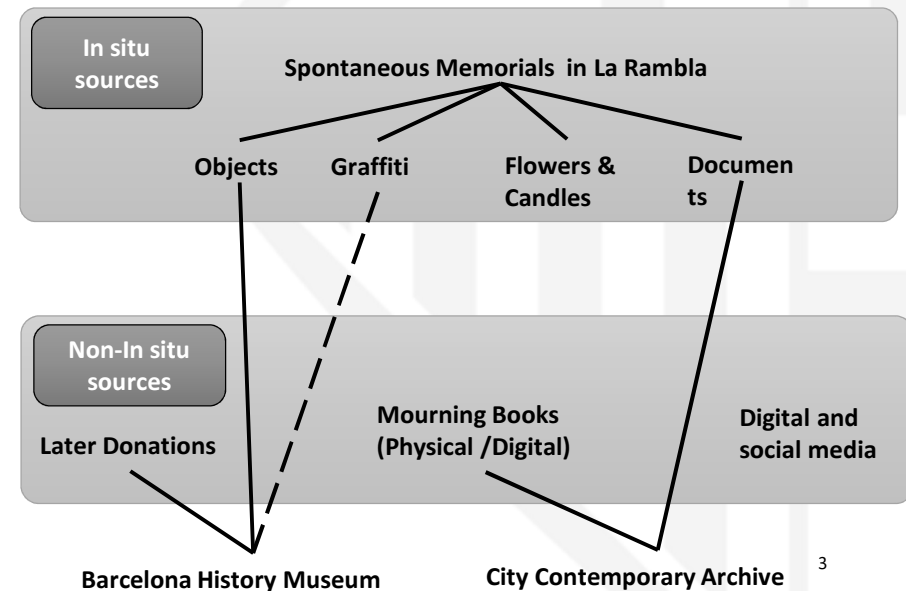 In situ
sources
Spontaneous Memorials in La Rambla
Objects
Graffiti
Flowers &
Candles
Documen
ts
Non-In situ
sources
Later Donations
Mourning Books
(Physical /Digital)
Digital and
social media
Barcelona History Museum
City Contemporary Archive
3